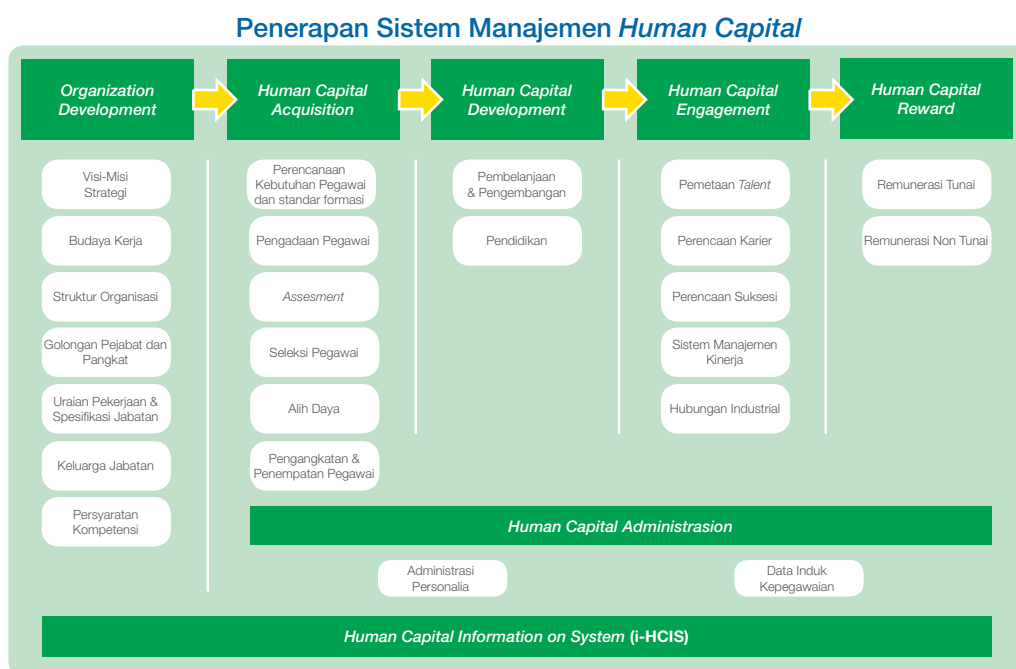 Penerapan Sistem Manajemen Human Capital
Organization
Development
Human Capital
Acquisition
Human Capital
Development
Human Capital
Engagement
Human Capital
Reward
Visi-Misi
Strategi
Budaya Kerja
Struktur Organisasi
Golongan Pejabat dan
Pangkat
Uraian Pekerjaan &
Spesifikasi Jabatan
Keluarga Jabatan
Persyaratan
Kompetensi
Perencanaan
Kebutuhan Pegawai
dan standar formasi
Pengadaan Pegawai
Assesment
Seleksi Pegawai
Alih Daya
Pengangkatan &
Penempatan Pegawai
Pembelanjaan
& Pengembangan
Pendidikan
Pemetaan Talent
Perencaan Karier
Perencaan Suksesi
Sistem Manajemen
Kinerja
Hubungan Industrial
Remunerasi Tunai
Remunerasi Non Tunai
Human Capital Administrasion
Administrasi
Personalia
Data Induk
Kepegawaian
Human Capital Information on System (i-HCIS)